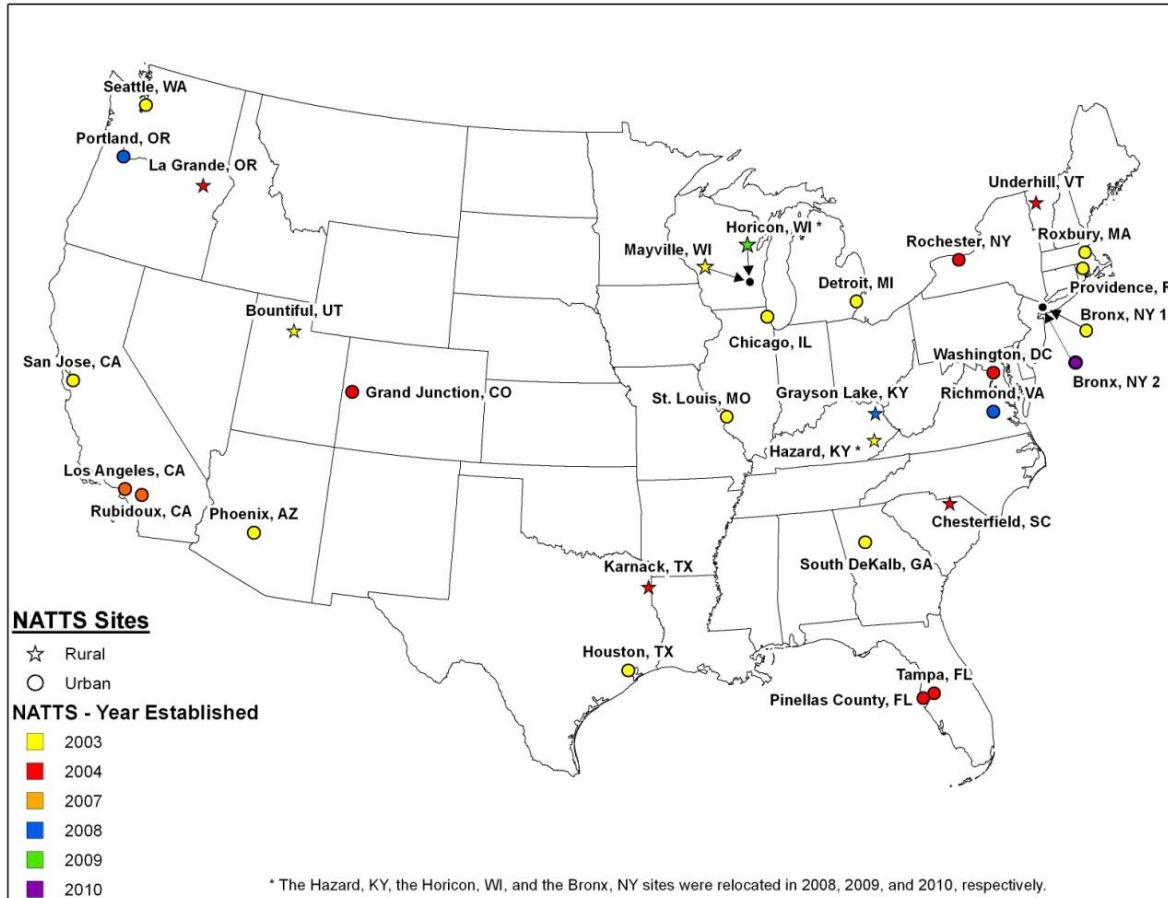 Seattle, WA
Portland, OR
La Grande, OR
Underhill, VT
Horicon, WI *
Mayville, WI
Roxbury, MA
Rochester, NY
Detroit, MI
Providence, R
Bountiful, UT
Bronx, NY 1
Chicago, IL
San Jose, CA
Washington, DC
Bronx, NY 2
Grand Junction, CO
St. Louis, MO
Grayson Lake, KY
Richmond, VA
Hazard, KY *
Los Angeles, CA
Rubidoux, CA
Phoenix, AZ
Chesterfield, SC
South DeKalb, GA
Karnack, TX
Houston, TX
Tampa, FL
Pinellas County, FL
NATTS Sites
Rural
Urban
NATTS - Year Established
2003
2004
2007
2008
2009
2010
* The Hazard, KY, the Horicon, WI, and the Bronx, NY sites were relocated in 2008, 2009, and 2010, respectively.